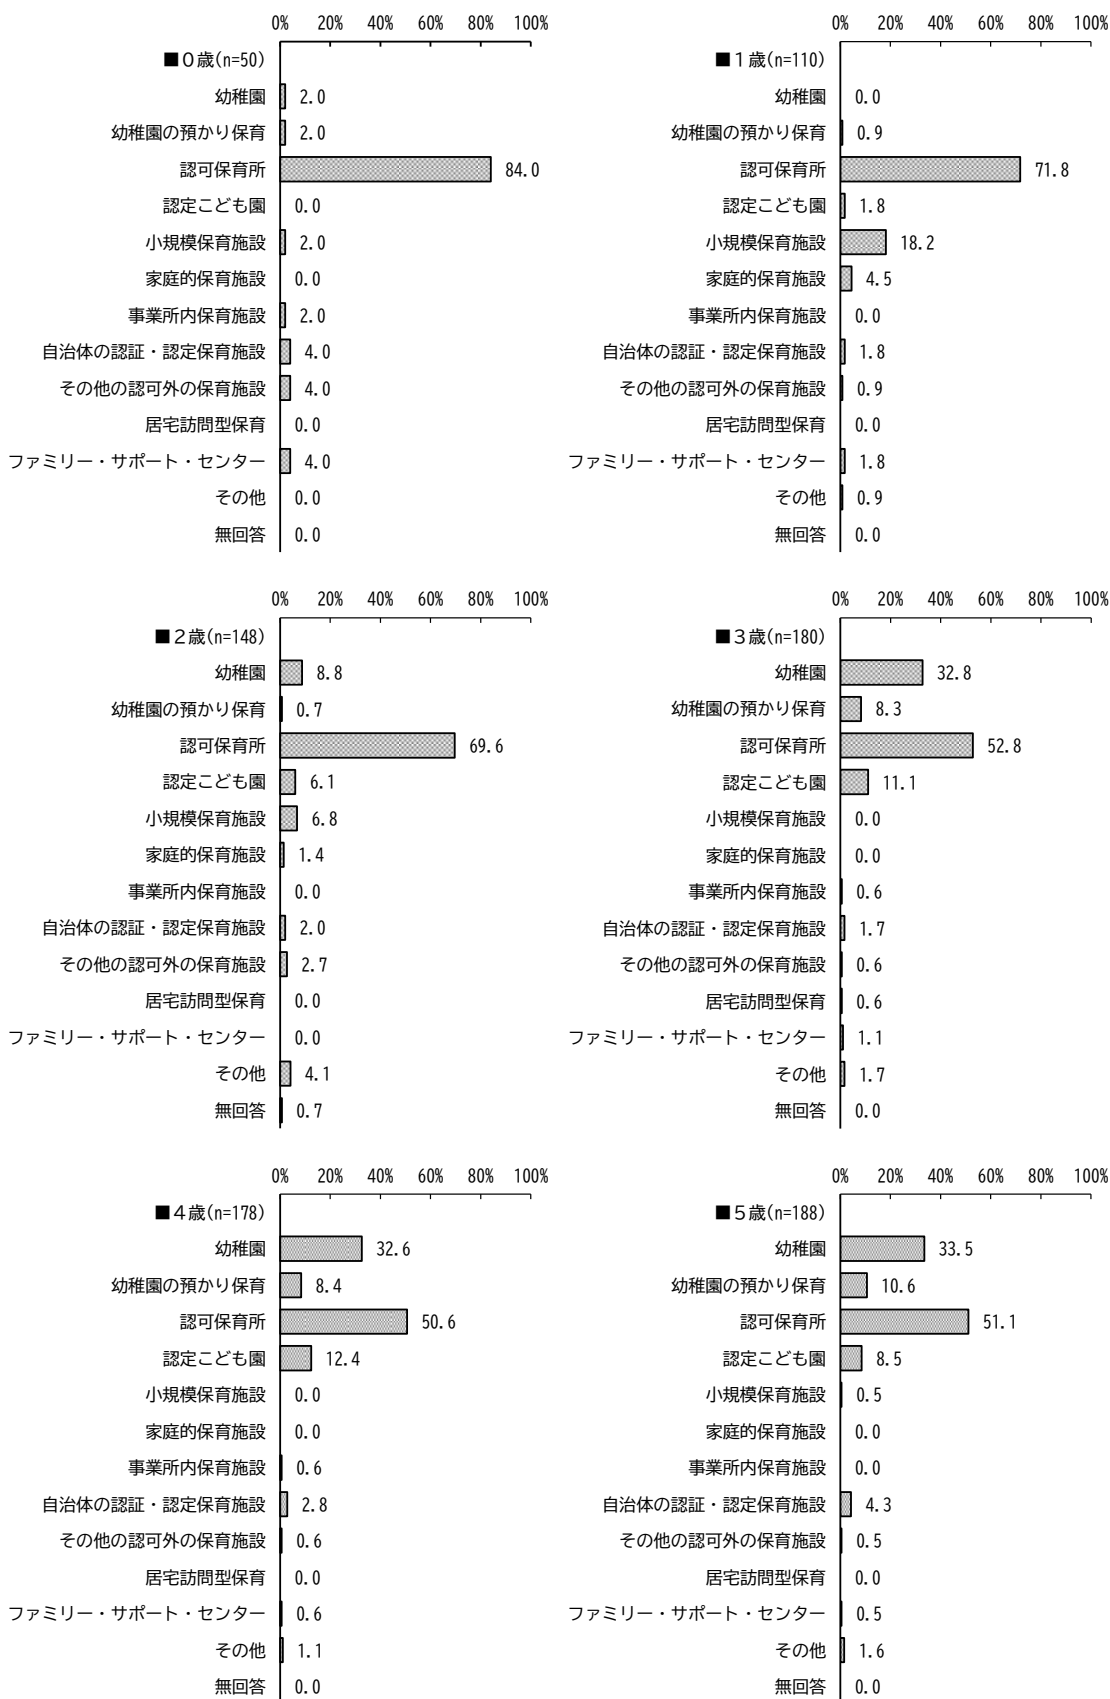 0% 20% 40% 60% 80% 100%
■０歳(n=50)
幼稚園 2.0
幼稚園の預かり保育 2.0
認可保育所 84.0
認定こども園 0.0
小規模保育施設 2.0
家庭的保育施設 0.0
事業所内保育施設 2.0
自治体の認証・認定保育施設 4.0
その他の認可外の保育施設 4.0
居宅訪問型保育 0.0
ファミリー・サポート・センター 4.0
その他 0.0
無回答 0.0
0% 20% 40% 60% 80% 100%
■１歳(n=110)
幼稚園 0.0
幼稚園の預かり保育 0.9
認可保育所 71.8
認定こども園 1.8
小規模保育施設 18.2
家庭的保育施設 4.5
事業所内保育施設 0.0
自治体の認証・認定保育施設 1.8
その他の認可外の保育施設 0.9
居宅訪問型保育 0.0
ファミリー・サポート・センター 1.8
その他 0.9
無回答 0.0
0% 20% 40% 60% 80% 100%
■２歳(n=148)
幼稚園 8.8
幼稚園の預かり保育 0.7
認可保育所 69.6
認定こども園 6.1
小規模保育施設 6.8
家庭的保育施設 1.4
事業所内保育施設 0.0
自治体の認証・認定保育施設 2.0
その他の認可外の保育施設 2.7
居宅訪問型保育 0.0
ファミリー・サポート・センター 0.0
その他 4.1
無回答 0.7
0% 20% 40% 60% 80% 100%
■３歳(n=180)
幼稚園 32.8
幼稚園の預かり保育 8.3
認可保育所 52.8
認定こども園 11.1
小規模保育施設 0.0
家庭的保育施設 0.0
事業所内保育施設 0.6
自治体の認証・認定保育施設 1.7
その他の認可外の保育施設 0.6
居宅訪問型保育 0.6
ファミリー・サポート・センター 1.1
その他 1.7
無回答 0.0
0% 20% 40% 60% 80% 100%
■４歳(n=178)
幼稚園 32.6
幼稚園の預かり保育 8.4
認可保育所 50.6
認定こども園 12.4
小規模保育施設 0.0
家庭的保育施設 0.0
事業所内保育施設 0.6
自治体の認証・認定保育施設 2.8
その他の認可外の保育施設 0.6
居宅訪問型保育 0.0
ファミリー・サポート・センター 0.6
その他 1.1
無回答 0.0
0% 20% 40% 60% 80% 100%
■５歳(n=188)
幼稚園 33.5
幼稚園の預かり保育 10.6
認可保育所 51.1
認定こども園 8.5
小規模保育施設 0.5
家庭的保育施設 0.0
事業所内保育施設 0.0
自治体の認証・認定保育施設 4.3
その他の認可外の保育施設 0.5
居宅訪問型保育 0.0
ファミリー・サポート・センター 0.5
その他 1.6
無回答 0.0